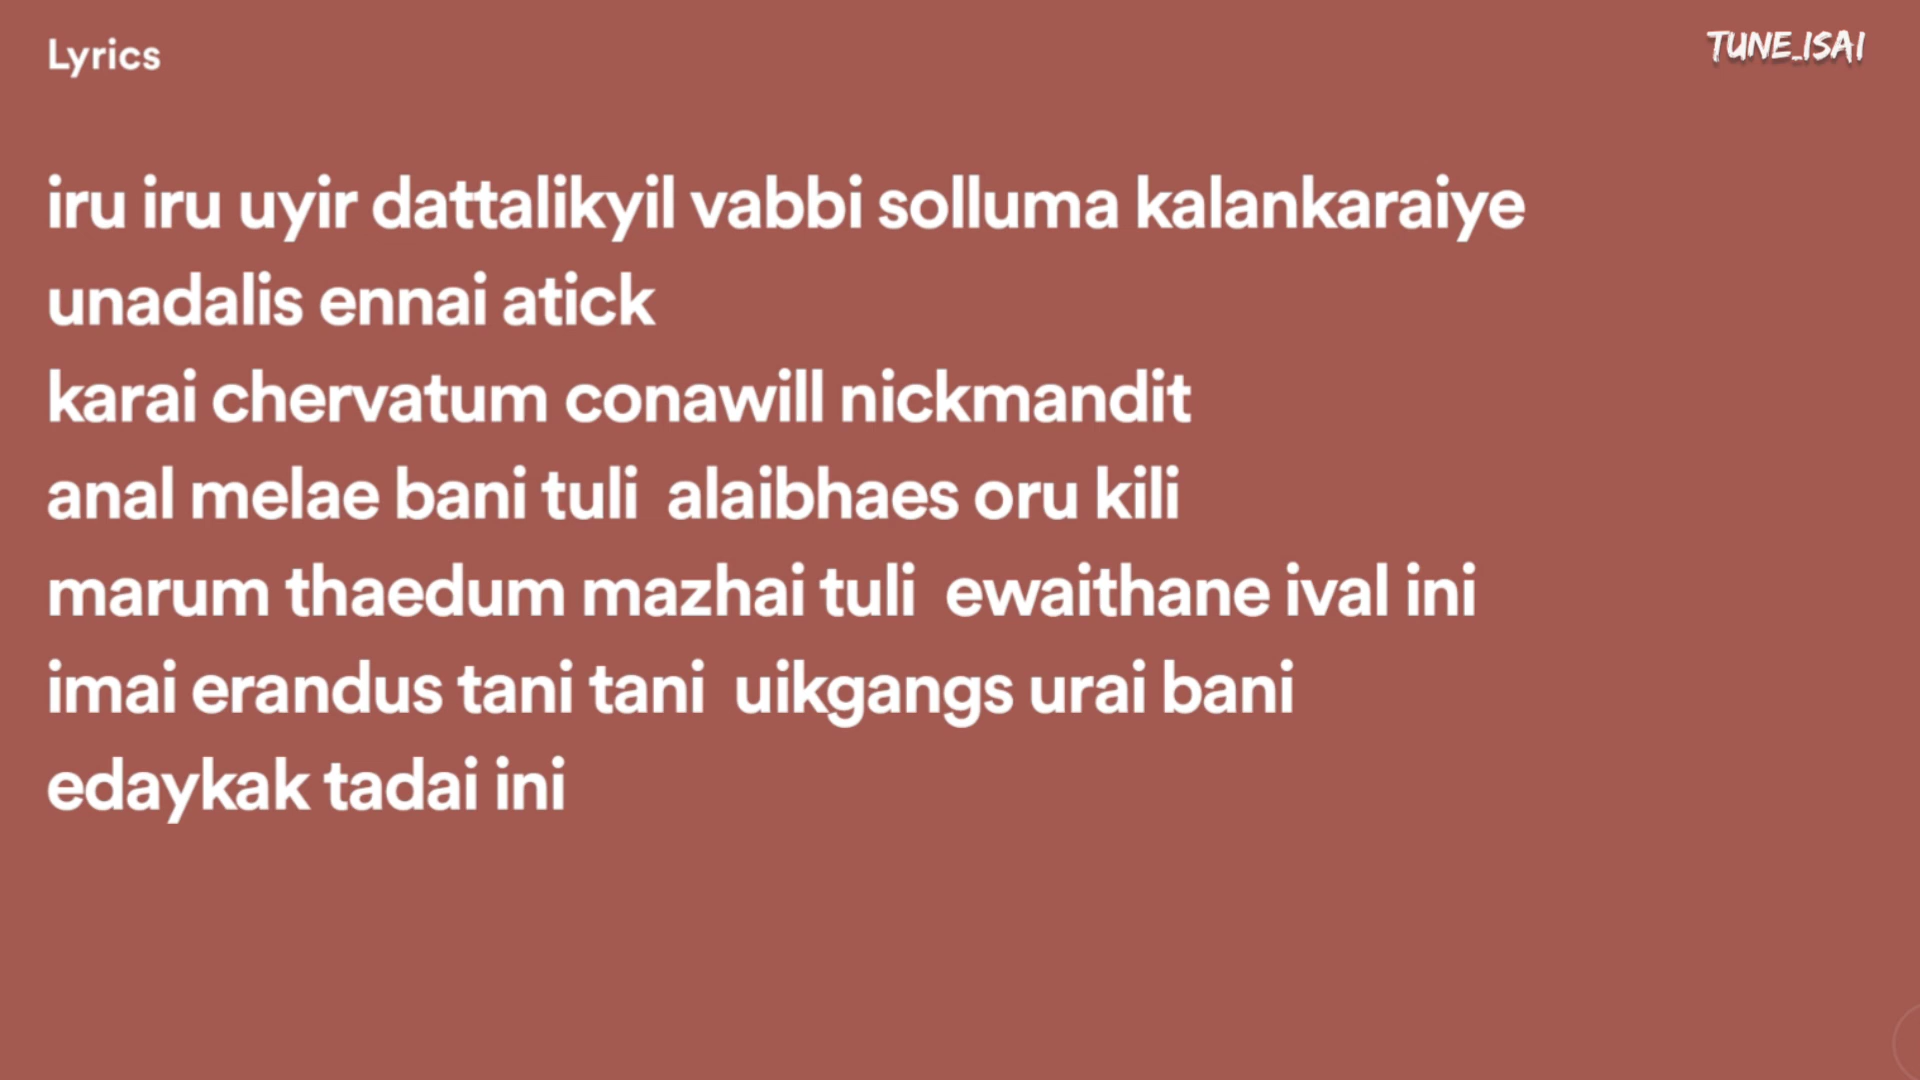 Lyrics
TUNE_ISAI
iru iru uyir dattalikyil vabbi solluma kalankaraiye
unadalis ennai atick
karai chervatum conawill nickmandit
anal melae bani tuli  alaibhaes oru kili
marum thaedum mazhai tuli  ewaithane ival ini
imai erandus tani tani  uikgangs urai bani
edaykak tadai ini